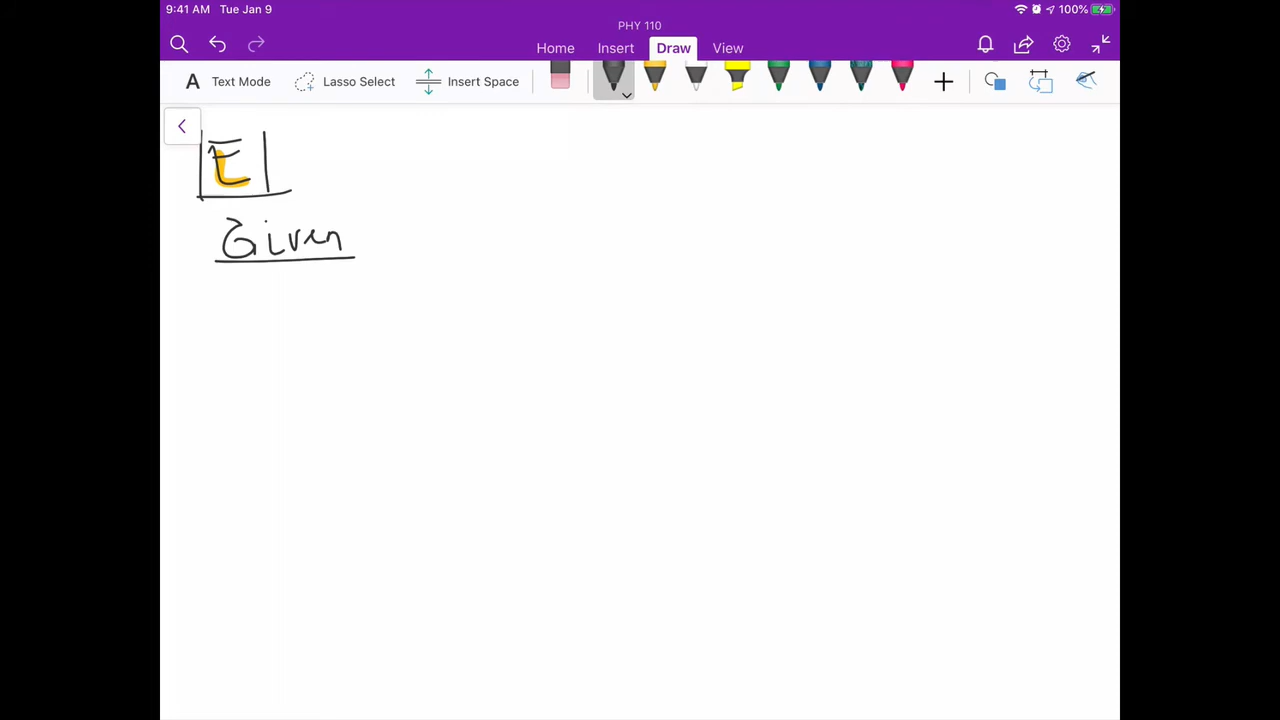 9:41 AM Tue Jan 9 100%
PHY 110
Home Insert Draw View
A Text Mode Lasso Select Insert Space
E
Given